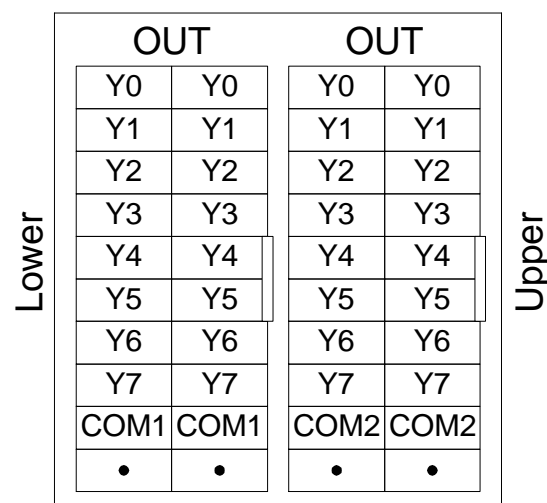 OUT OUT
Y0 Y0 Y0 Y0
Y1 Y1 Y1 Y1
Y2 Y2 Y2 Y2
Y3 Y3 Y3 Y3
Y4 Y4 Y4 Y4
Y5 Y5 Y5 Y5
Y6 Y6 Y6 Y6
Y7 Y7 Y7 Y7
COM1 COM1 COM2 COM2
• • • •
Lower
Upper